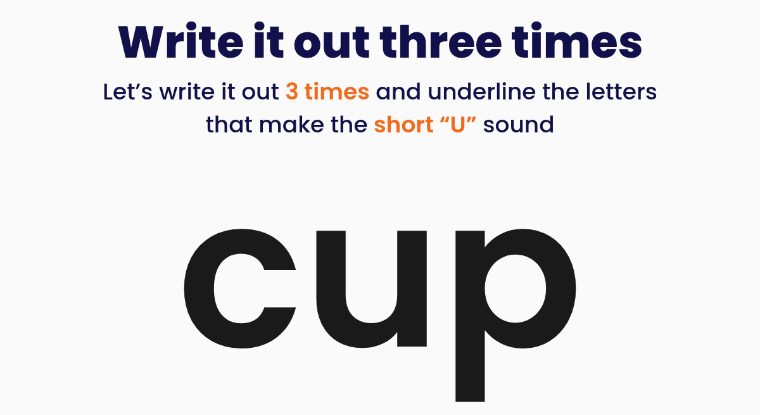 Write it out three times
Let’s write it out 3 times and underline the letters
that make the short “U” sound
cup